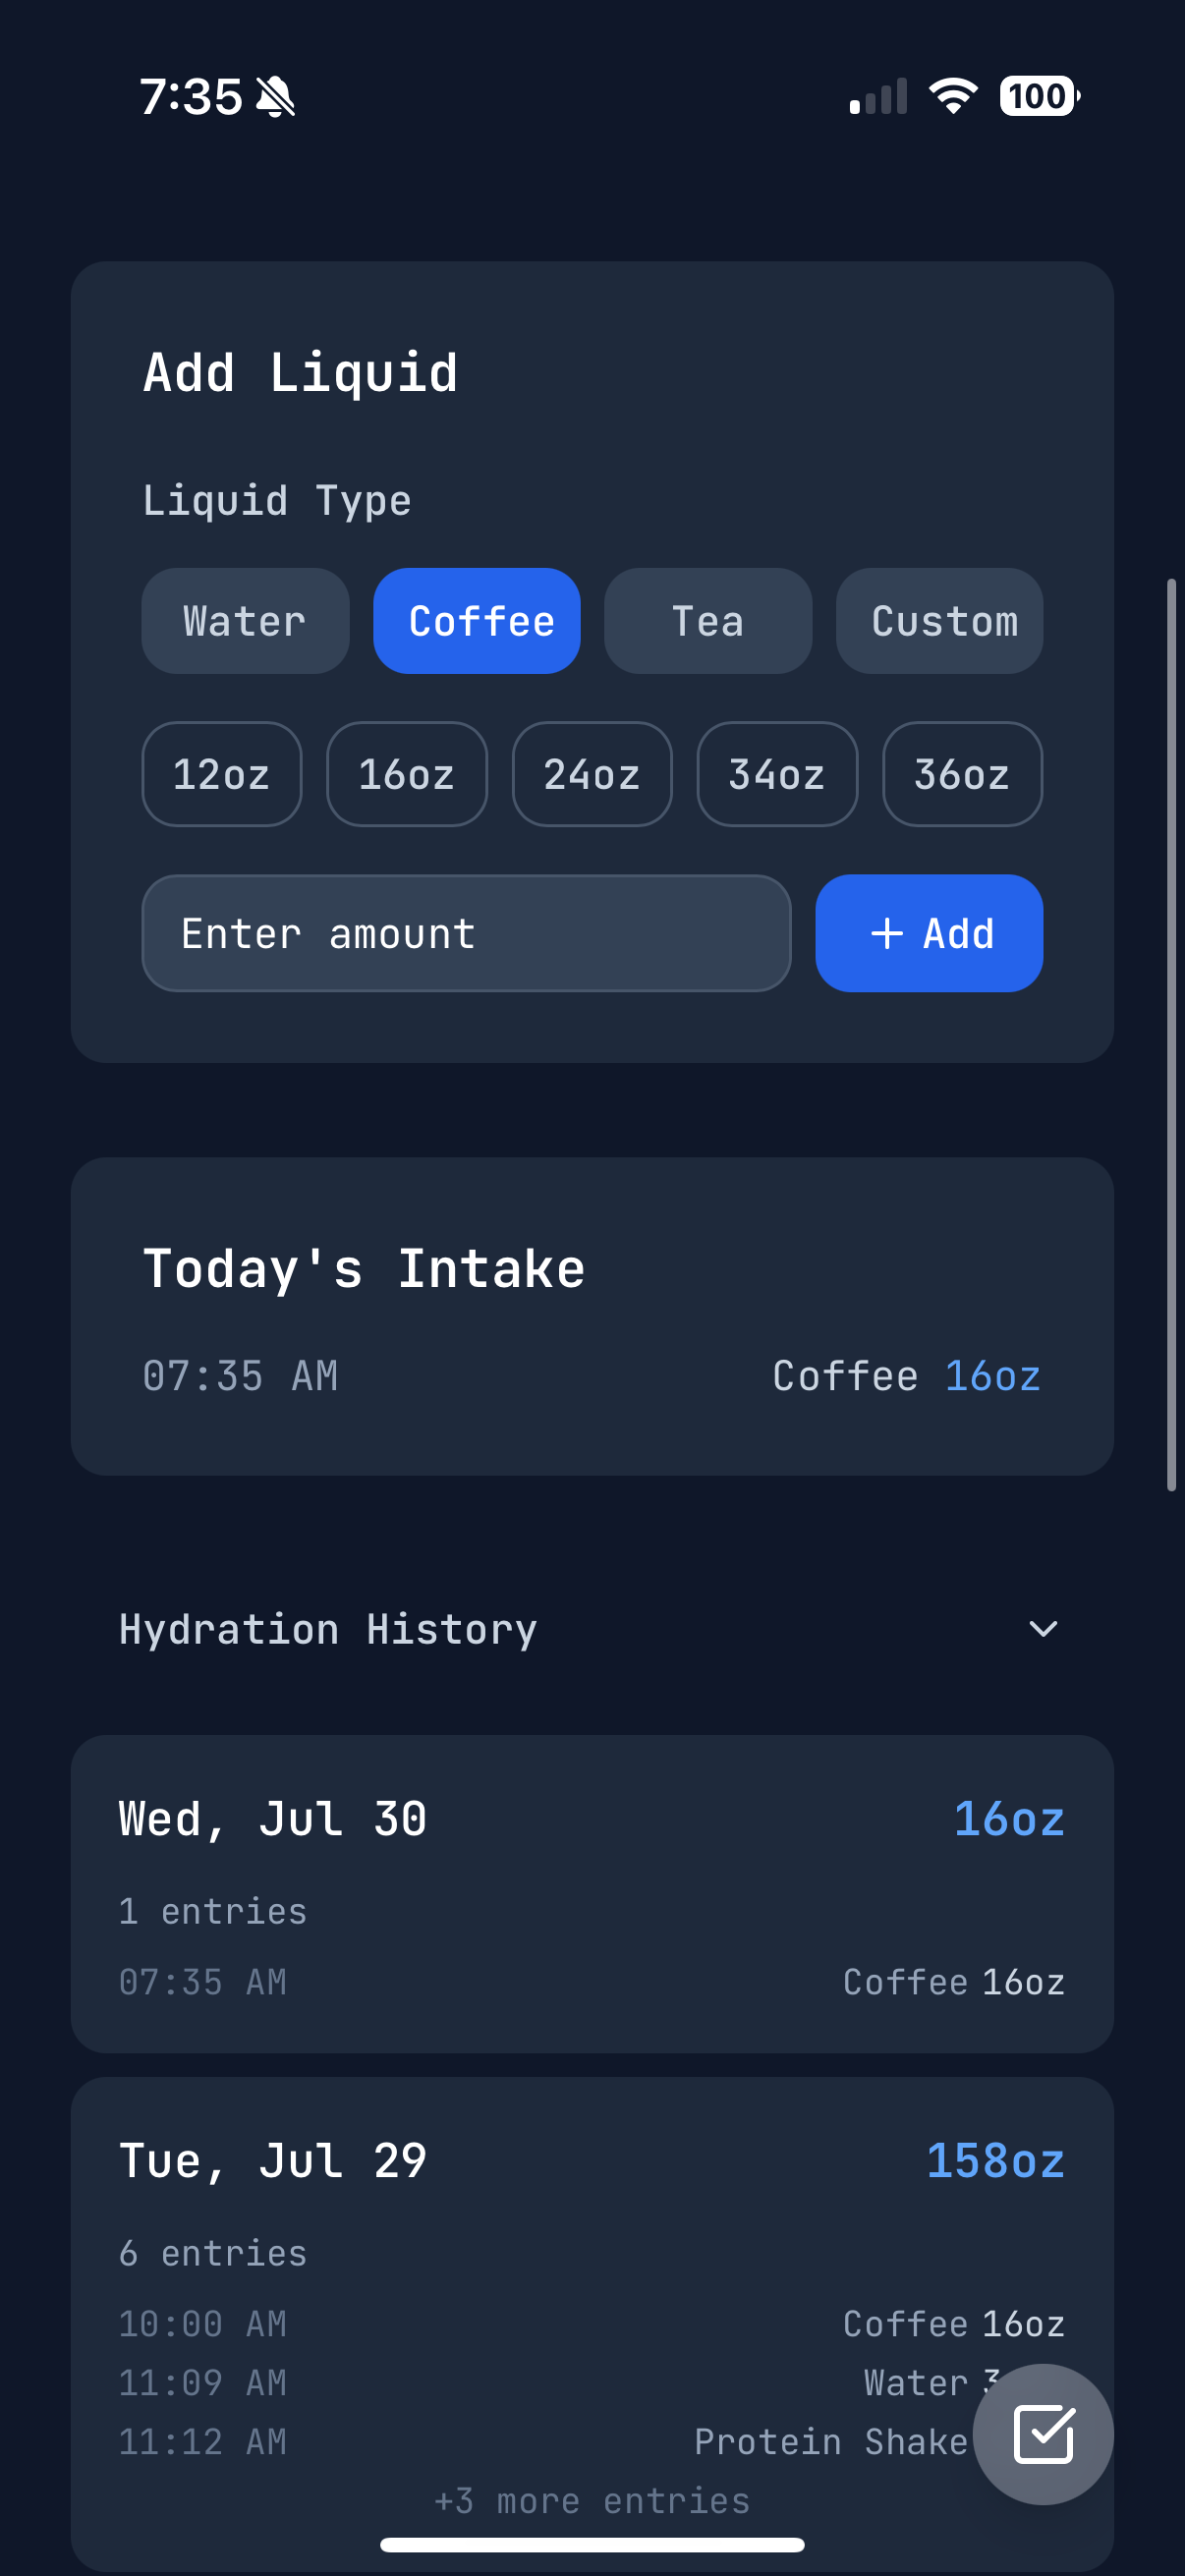 7:35
100
Add Liquid
Liquid Type
Water Coffee Tea Custom
12oz 16oz 24oz 34oz 36oz
Enter amount + Add
Today's Intake
07:35 AM Coffee 16oz
Hydration History
Wed, Jul 30 16oz
1 entries
07:35 AM Coffee 16oz
Tue, Jul 29 158oz
6 entries
10:00 AM Coffee 16oz
11:09 AM Water
11:12 AM Protein Shake
+3 more entries